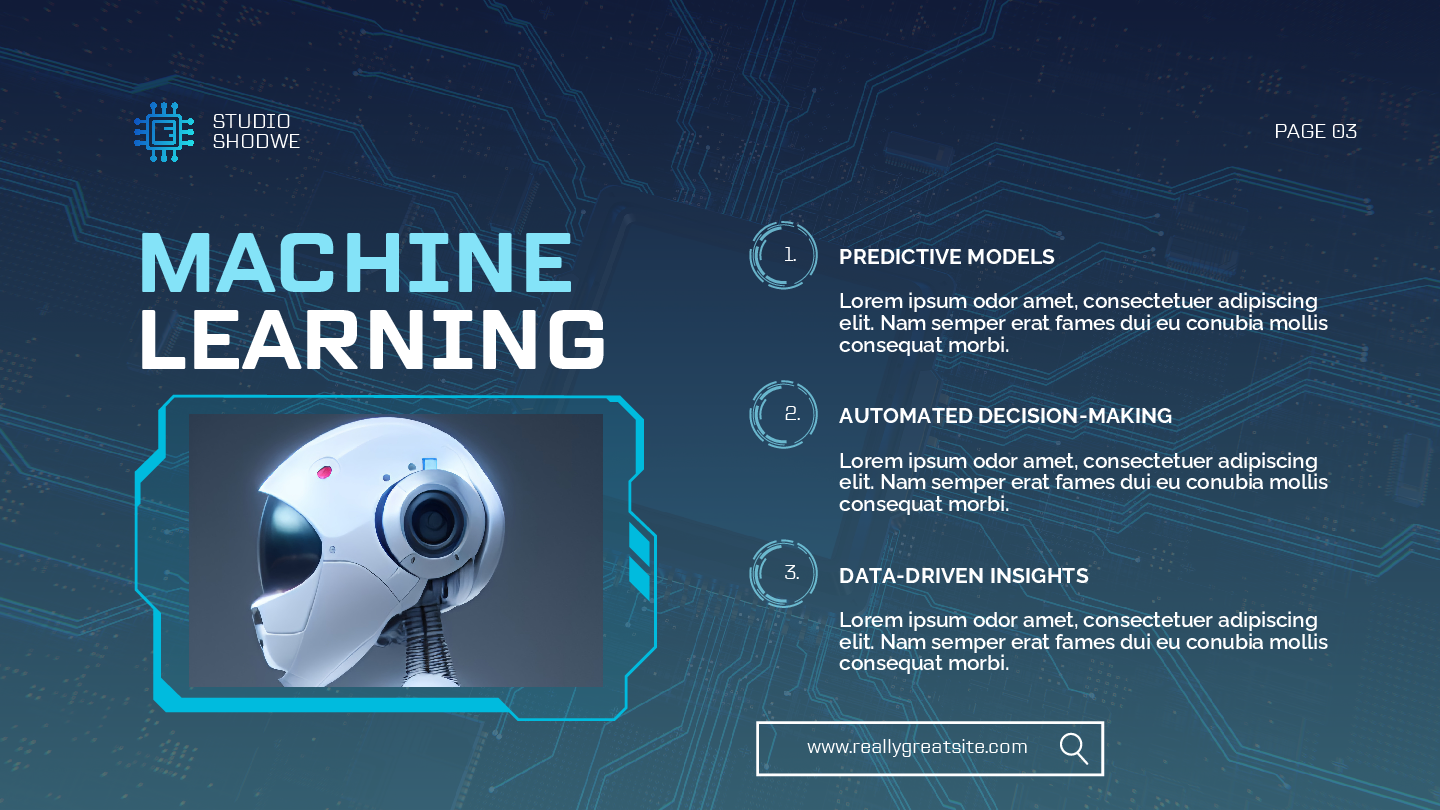 STUDIO
SHODWE
PAGE 03
MACHINE
LEARNING
1.
PREDICTIVE MODELS
Lorem ipsum odor amet, consectetuer adipiscing
elit. Nam semper erat fames dui eu conubia mollis
consequat morbi.
2.
AUTOMATED DECISION-MAKING
Lorem ipsum odor amet, consectetuer adipiscing
elit. Nam semper erat fames dui eu conubia mollis
consequat morbi.
3.
DATA-DRIVEN INSIGHTS
Lorem ipsum odor amet, consectetuer adipiscing
elit. Nam semper erat fames dui eu conubia mollis
consequat morbi.
www.reallygreatsite.com